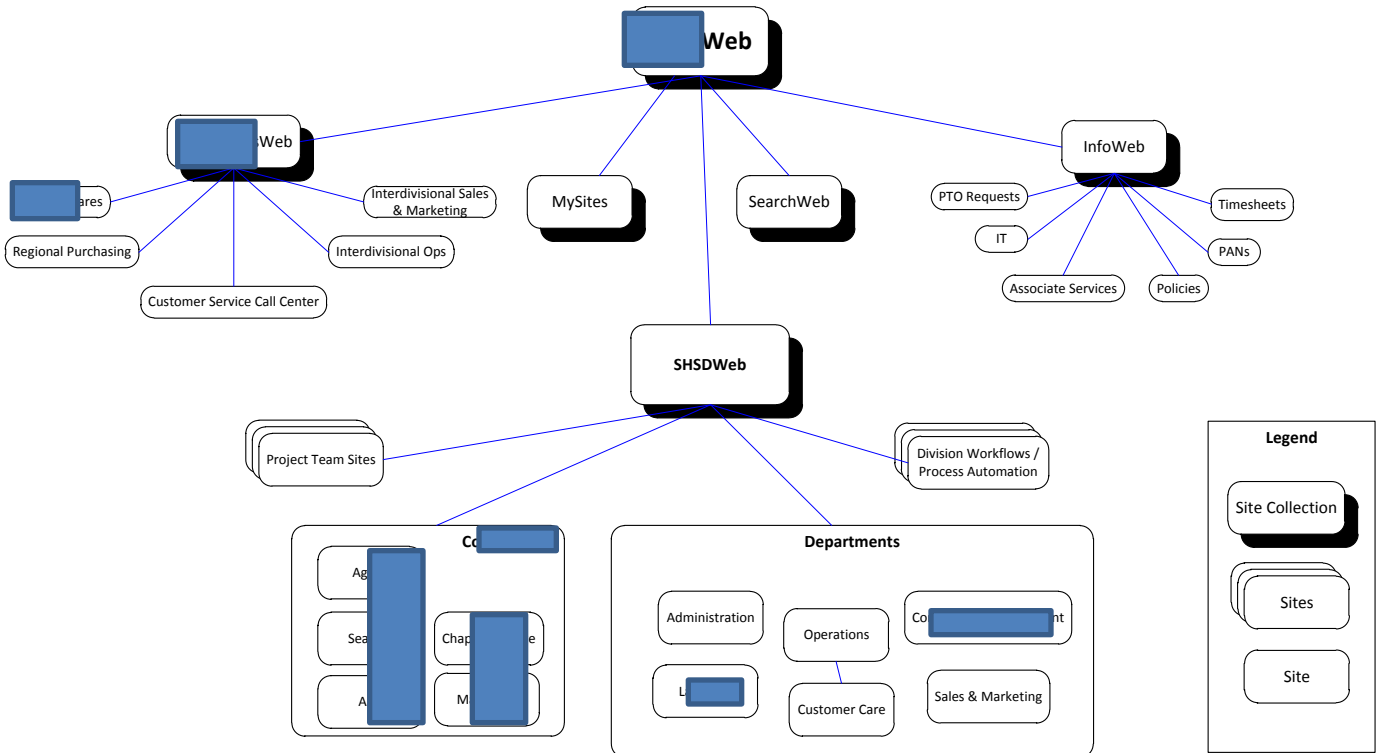 Web
InfoWeb
MySites
SearchWeb
Interdivisional Sales
& Marketing
Regional Purchasing
Interdivisional Ops
Customer Service Call Center
PTO Requests
Timesheets
IT
PANs
Associate Services
Policies
SHSDWeb
Project Team Sites
Division Workflows /
Process Automation
Departments
Administration
Operations
Customer Care
Sales & Marketing
Legend
Site Collection
Sites
Site